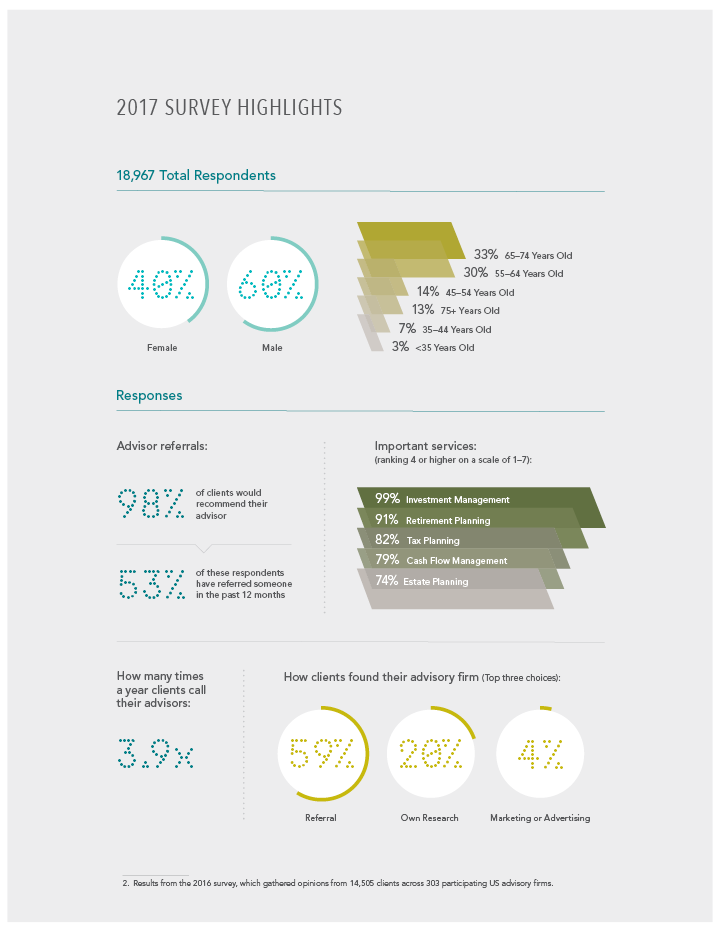 2017 SURVEY HIGHLIGHTS
18,967 Total Respondents
40%
Female
60%
Male
33% 65–74 Years Old
30% 55–64 Years Old
14% 45–54 Years Old
13% 75+ Years Old
7% 35–44 Years Old
3% <35 Years Old
Responses
Advisor referrals:
98%
of clients would
recommend their
advisor
53%
of these respondents
have referred someone
in the past 12 months
Important services:
(ranking 4 or higher on a scale of 1–7):
99% Investment Management
91% Retirement Planning
82% Tax Planning
79% Cash Flow Management
74% Estate Planning
How many times
a year clients call
their advisors:
3.9x
How clients found their advisory firm (Top three choices):
59%
Referral
20%
Own Research
4%
Marketing or Advertising
2. Results from the 2016 survey, which gathered opinions from 14,505 clients across 303 participating US advisory firms.